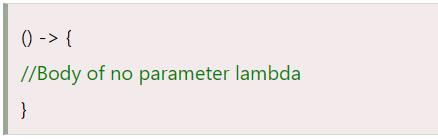 () -> {
//Body of no parameter lambda
}